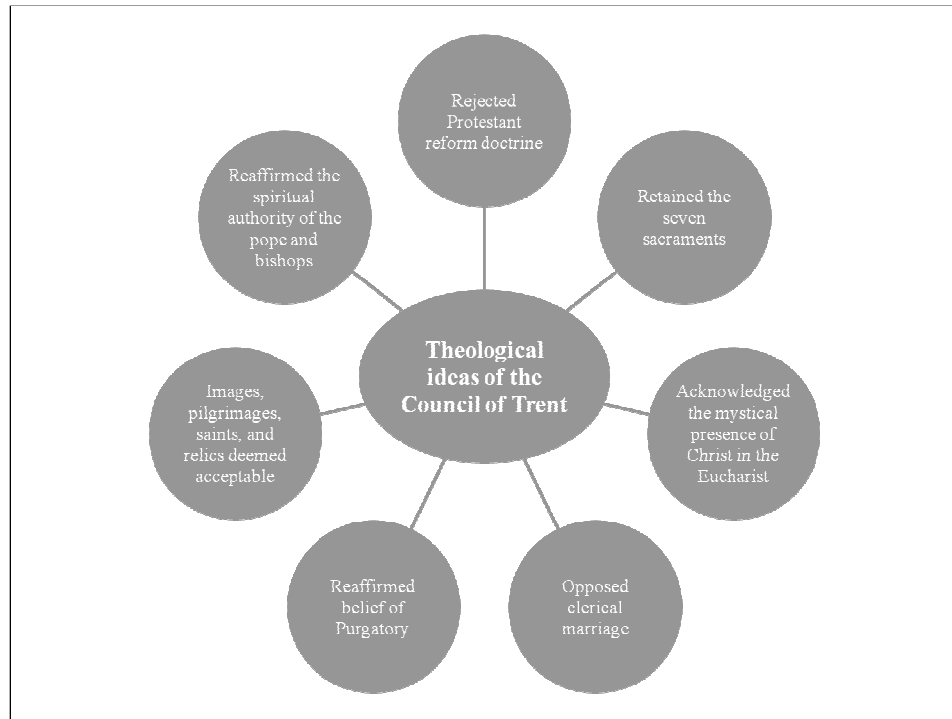 Rejected
Protestant
reform doctrine
Retained the
seven
sacraments
Acknowledged
the mystical
presence of
Christ in the
Eucharist
Opposed
clerical
marriage
Reaffirmed
belief of
Purgatory
Images,
pilgrimages,
saints, and
relics deemed
acceptable
Reaffirmed the
spiritual
authority of the
pope and
bishops
Theological
ideas of the
Council of Trent